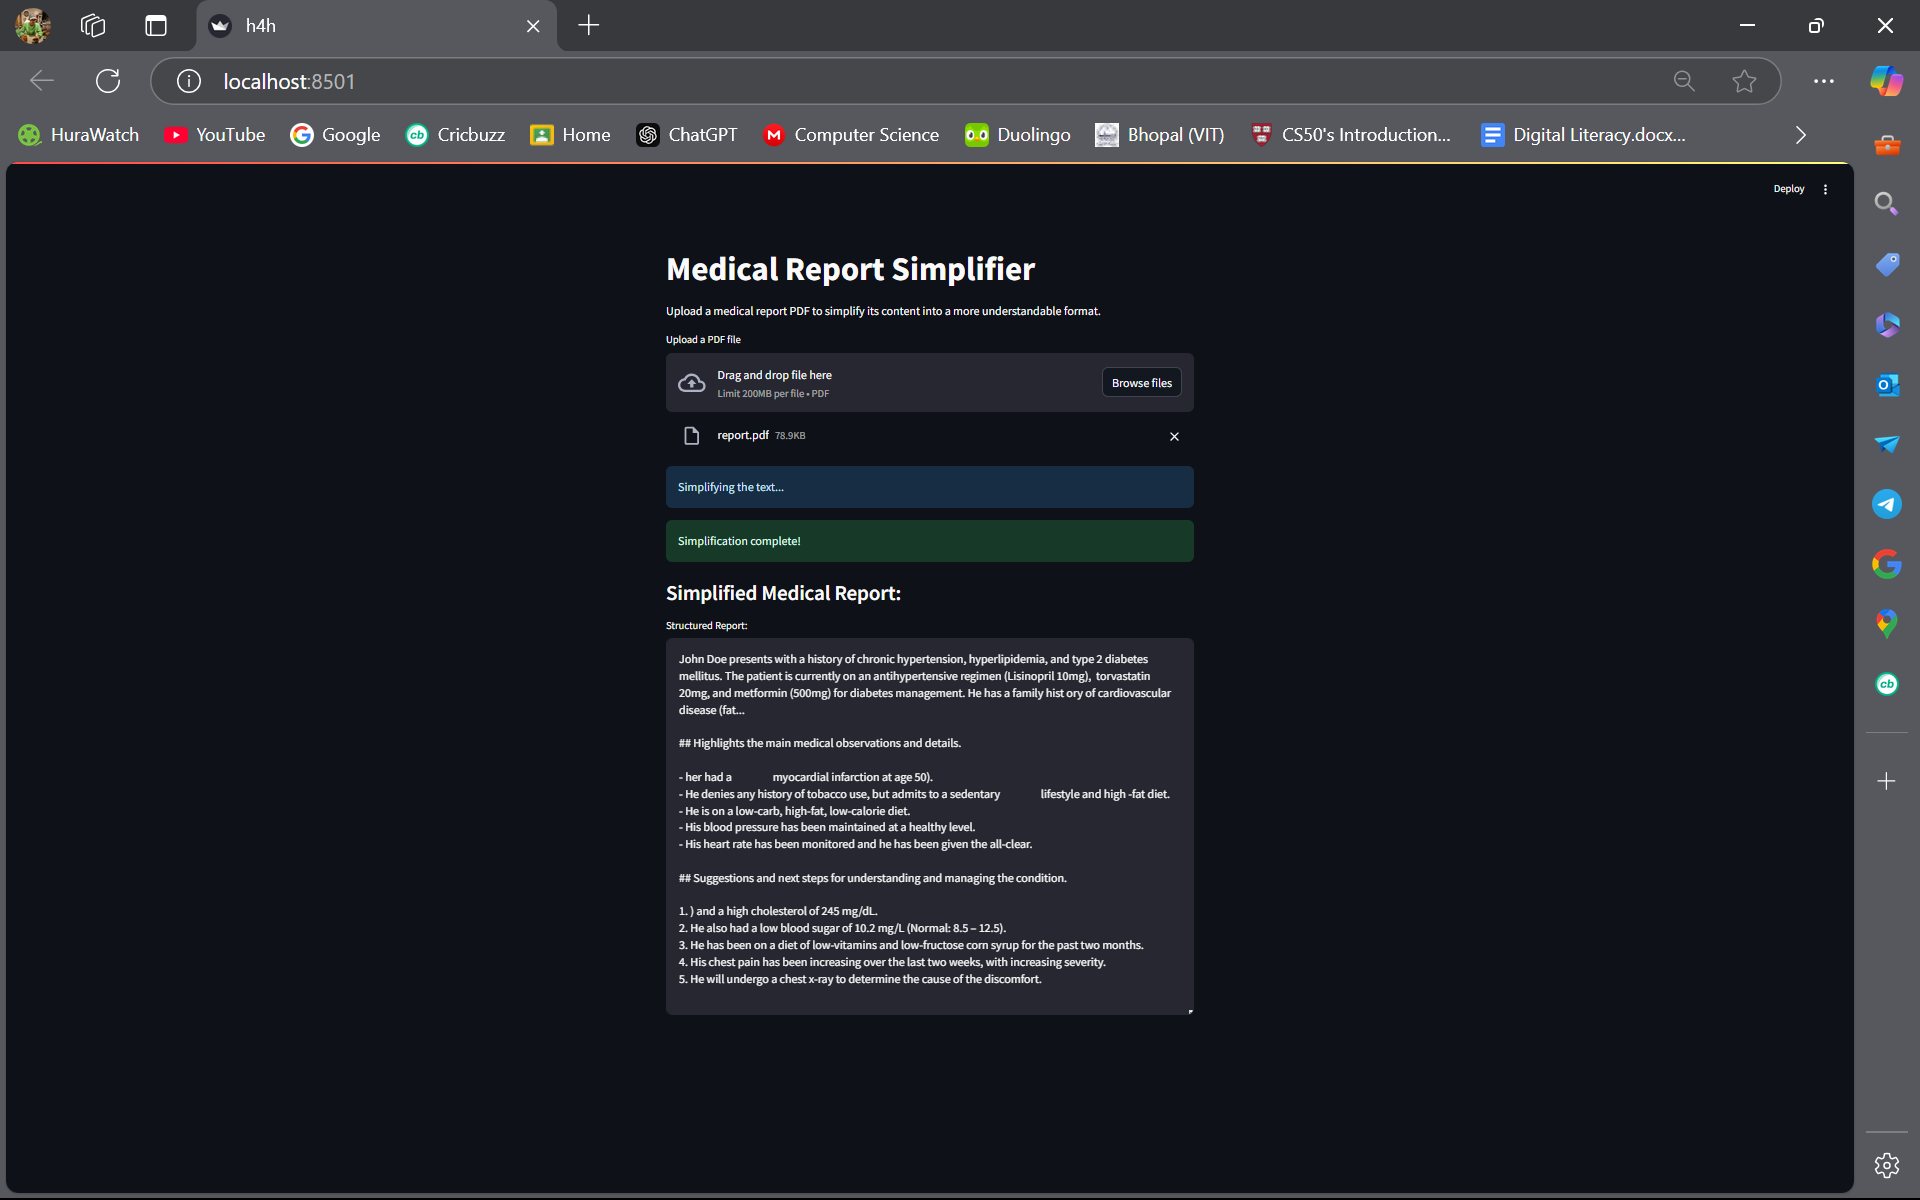 h4h
localhost:8501
HuraWatch YouTube Google Cricbuzz Home ChatGPT Computer Science Duolingo Bhopal (VIT) CS50's Introduction... Digital Literacy.docx...
Deploy
Medical Report Simplifier
Upload a medical report PDF to simplify its content into a more understandable format.
Upload a PDF file
Drag and drop file here
Limit 200MB per file • PDF
Browse files
report.pdf 78.9KB
Simplifying the text...
Simplification complete!
Simplified Medical Report:
Structured Report:
John Doe presents with a history of chronic hypertension, hyperlipidemia, and type 2 diabetes
mellitus. The patient is currently on an antihypertensive regimen (Lisinopril 10mg), torvastatin
20mg, and metformin (500mg) for diabetes management. He has a family hist ory of cardiovascular
disease (fat...
## Highlights the main medical observations and details.
- her had a myocardial infarction at age 50).
- He denies any history of tobacco use, but admits to a sedentary lifestyle and high -fat diet.
- He is on a low-carb, high-fat, low-calorie diet.
- His blood pressure has been maintained at a healthy level.
- His heart rate has been monitored and he has been given the all-clear.
## Suggestions and next steps for understanding and managing the condition.
1. ) and a high cholesterol of 245 mg/dL.
2. He also had a low blood sugar of 10.2 mg/L (Normal: 8.5 – 12.5).
3. He has been on a diet of low-vitamins and low-fructose corn syrup for the past two months.
4. His chest pain has been increasing over the last two weeks, with increasing severity.
5. He will undergo a chest x-ray to determine the cause of the discomfort.